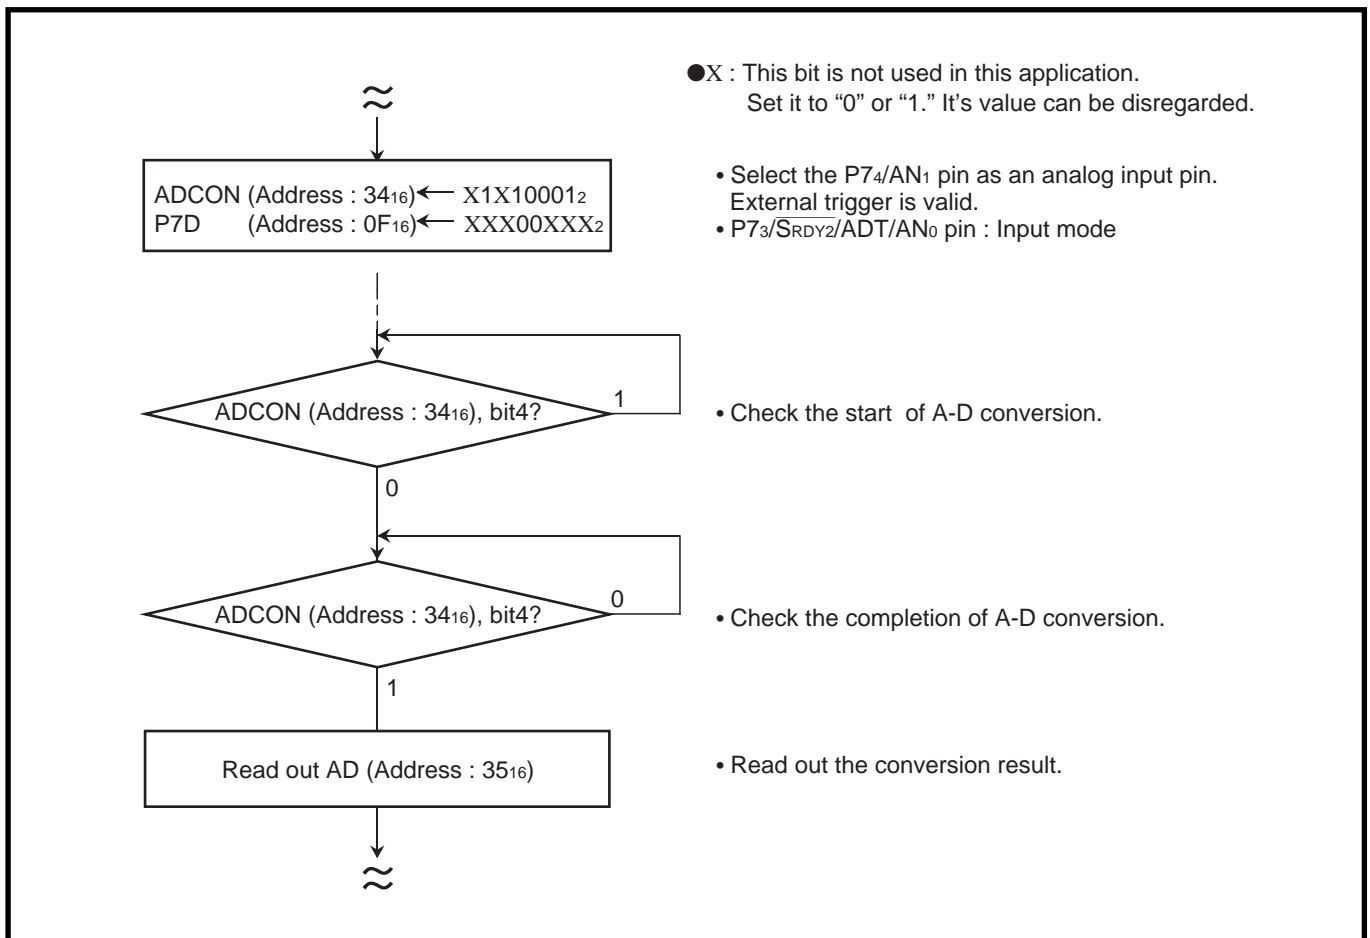 ●X : This bit is not used in this application.
Set it to “0” or “1.” It’s value can be disregarded.
≈
ADCON (Address : 34₁₆) ← X1X10001₂
P7D (Address : 0F₁₆) ← XXX00XXX₂
• Select the P7₄/AN₁ pin as an analog input pin.
External trigger is valid.
• P7₃/S̅R̅D̅Y̅2̅/ADT/AN₀ pin : Input mode
ADCON (Address : 34₁₆), bit4?
1
• Check the start of A-D conversion.
0
ADCON (Address : 34₁₆), bit4?
0
• Check the completion of A-D conversion.
1
Read out AD (Address : 35₁₆)
• Read out the conversion result.
≈